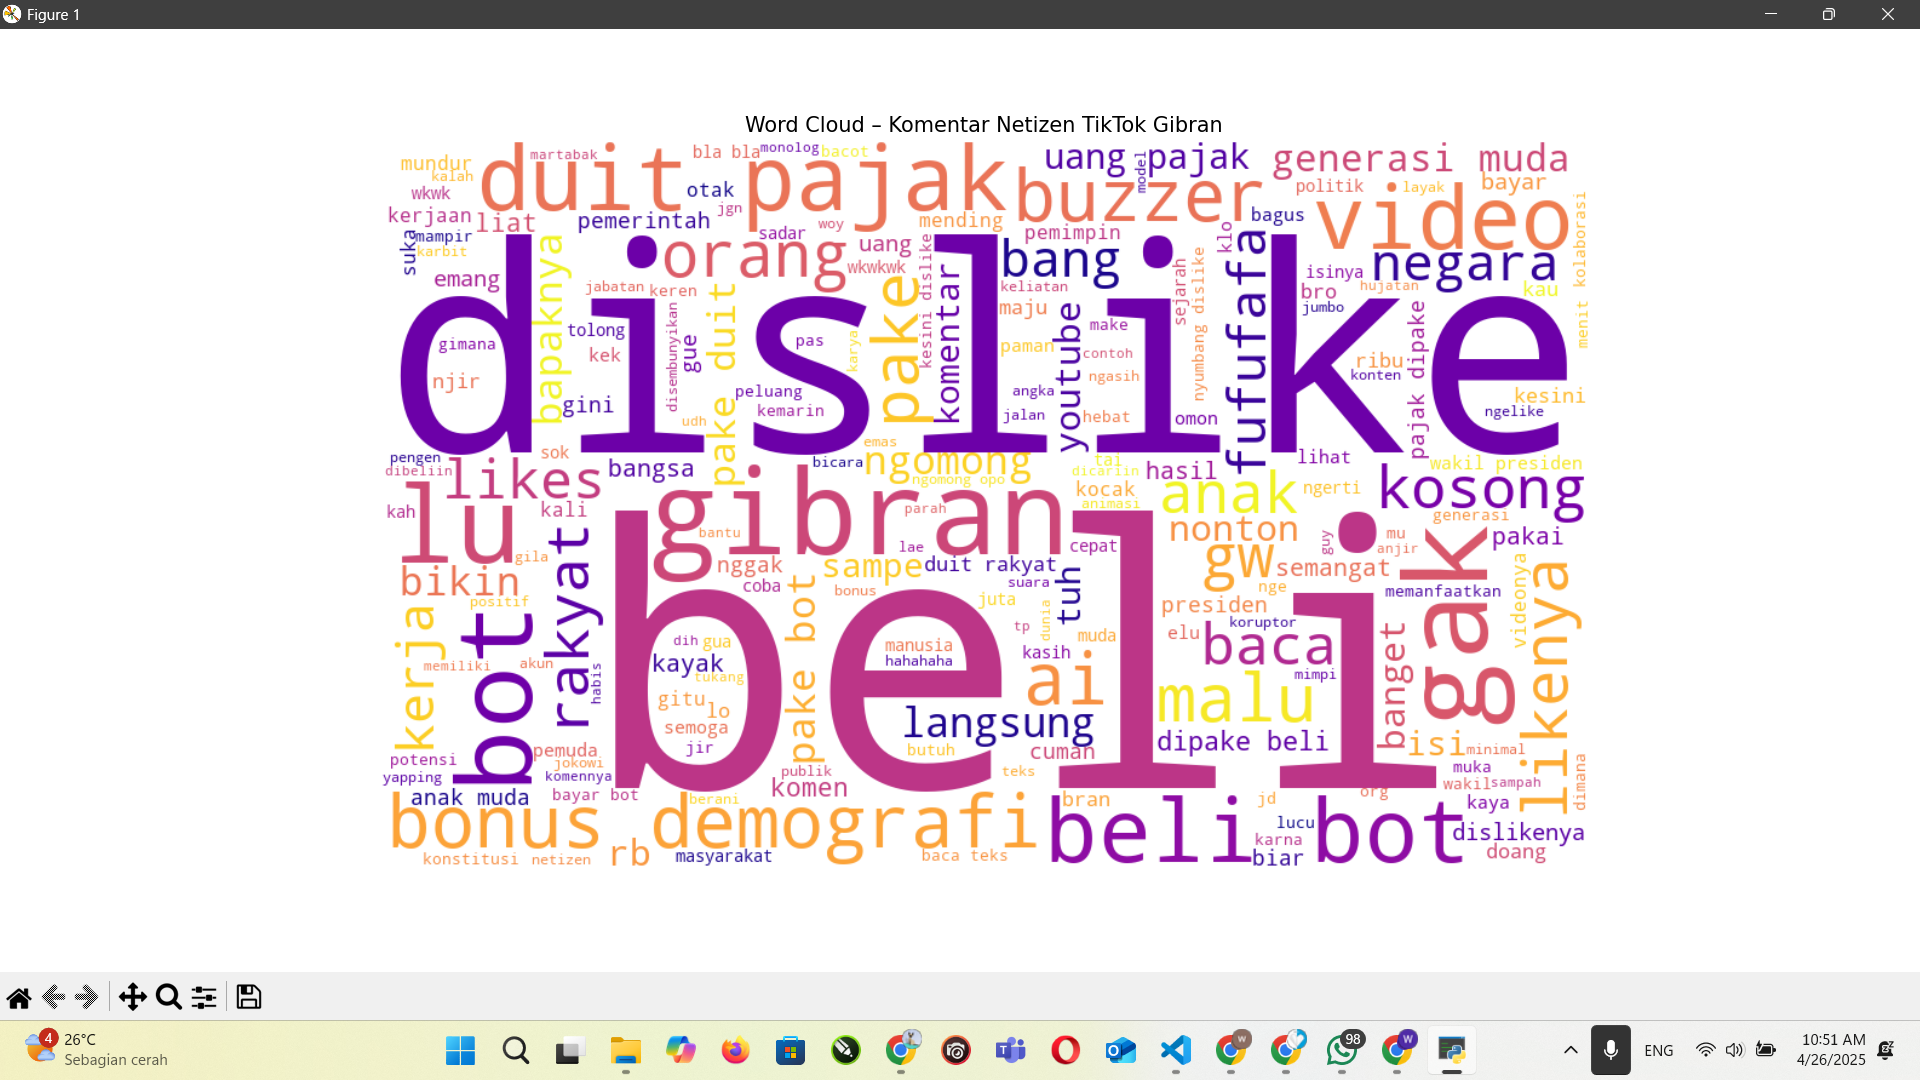 Figure 1
Word Cloud – Komentar Netizen TikTok Gibran
mundur
kalah
wkwk
kerjaan
liat
martabak
duit pajak
bla bla
monolog
bacot
otak
jgn
pemerintah
sadar
woy
uang
wkwkwk
mending
uang pajak
model
buzzer
pemimpin
generasi muda
politik
layak
bayar
bagus
video
kolaborasi
menit
suka
mampir
karbit
emang
bapaknya
orang
jabatan
keren
dislike
kesini dislike
komentar
bang
keliatan
maju
klo
fufufafa
sejarah
nyumbang dislike
isinya
negara
bro
hujatan
kau
jumbo
gimana
njir
tolong
kek
gini
disembunyikan
gue
pake duit
udh
pas
peluang
kemarin
karya
pake
paman
angka
jalan
youtube
make
contoh
ngasih
hebat
omon
ribu
konten
pajak dipake
kesini
ngelike
pengen
dibeliin
likes
sok
bangsa
bicara
emas
ngomong
ngomong opo
tai
dicariin
kocak
animasi
hasil
anak
lihat
ngerti
wakil presiden
kosong
kah
lu
kali
gila
gibran
bantu
parah
lae
cepat
nonton
guy
mu
anjir
generasi
pakai
bikin
positif
rakyat
nggak
coba
sampe
duit rakyat
suara
bonus
juta
dunia
tuh
gw
semangat
nge
presiden
memanfaatkan
gak
videonya
likenya
kerja
bot
memiliki
akun
habis
beli
dih
gua
kayak
tukang
gitu
lo
semoga
jir
pake bot
manusia
hahahaha
tp
kasih
muda
ai
elu
koruptor
baca
mimpi
malu
banget
langsung
butuh
cuman
dipake beli
isi
minimal
potensi
yapping
pemuda
jokowi
komennya
publik
komen
teks
muka
wakil
sampah
dimana
anak muda
bayar bot
berani
bran
jd
org
kaya
bonus demografi
beli bot
lucu
karna
biar
dislikenya
doang
konstitusi
netizen
rb
masyarakat
baca teks
4
26°C
Sebagian cerah
98
W
W
W
ENG
10:51 AM
4/26/2025